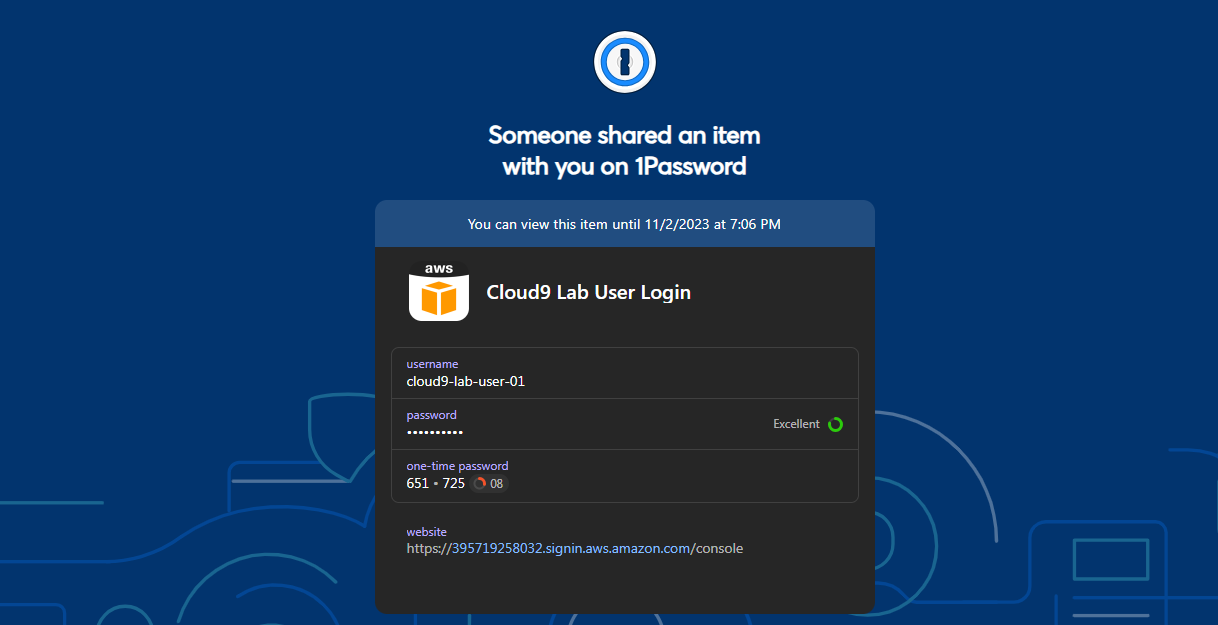 Someone shared an item
with you on 1Password
You can view this item until 11/2/2023 at 7:06 PM
aws
Cloud9 Lab User Login
username
cloud9-lab-user-01
password
••••••••••
Excellent
one-time password
651 • 725 08
website
https://395719258032.signin.aws.amazon.com/console